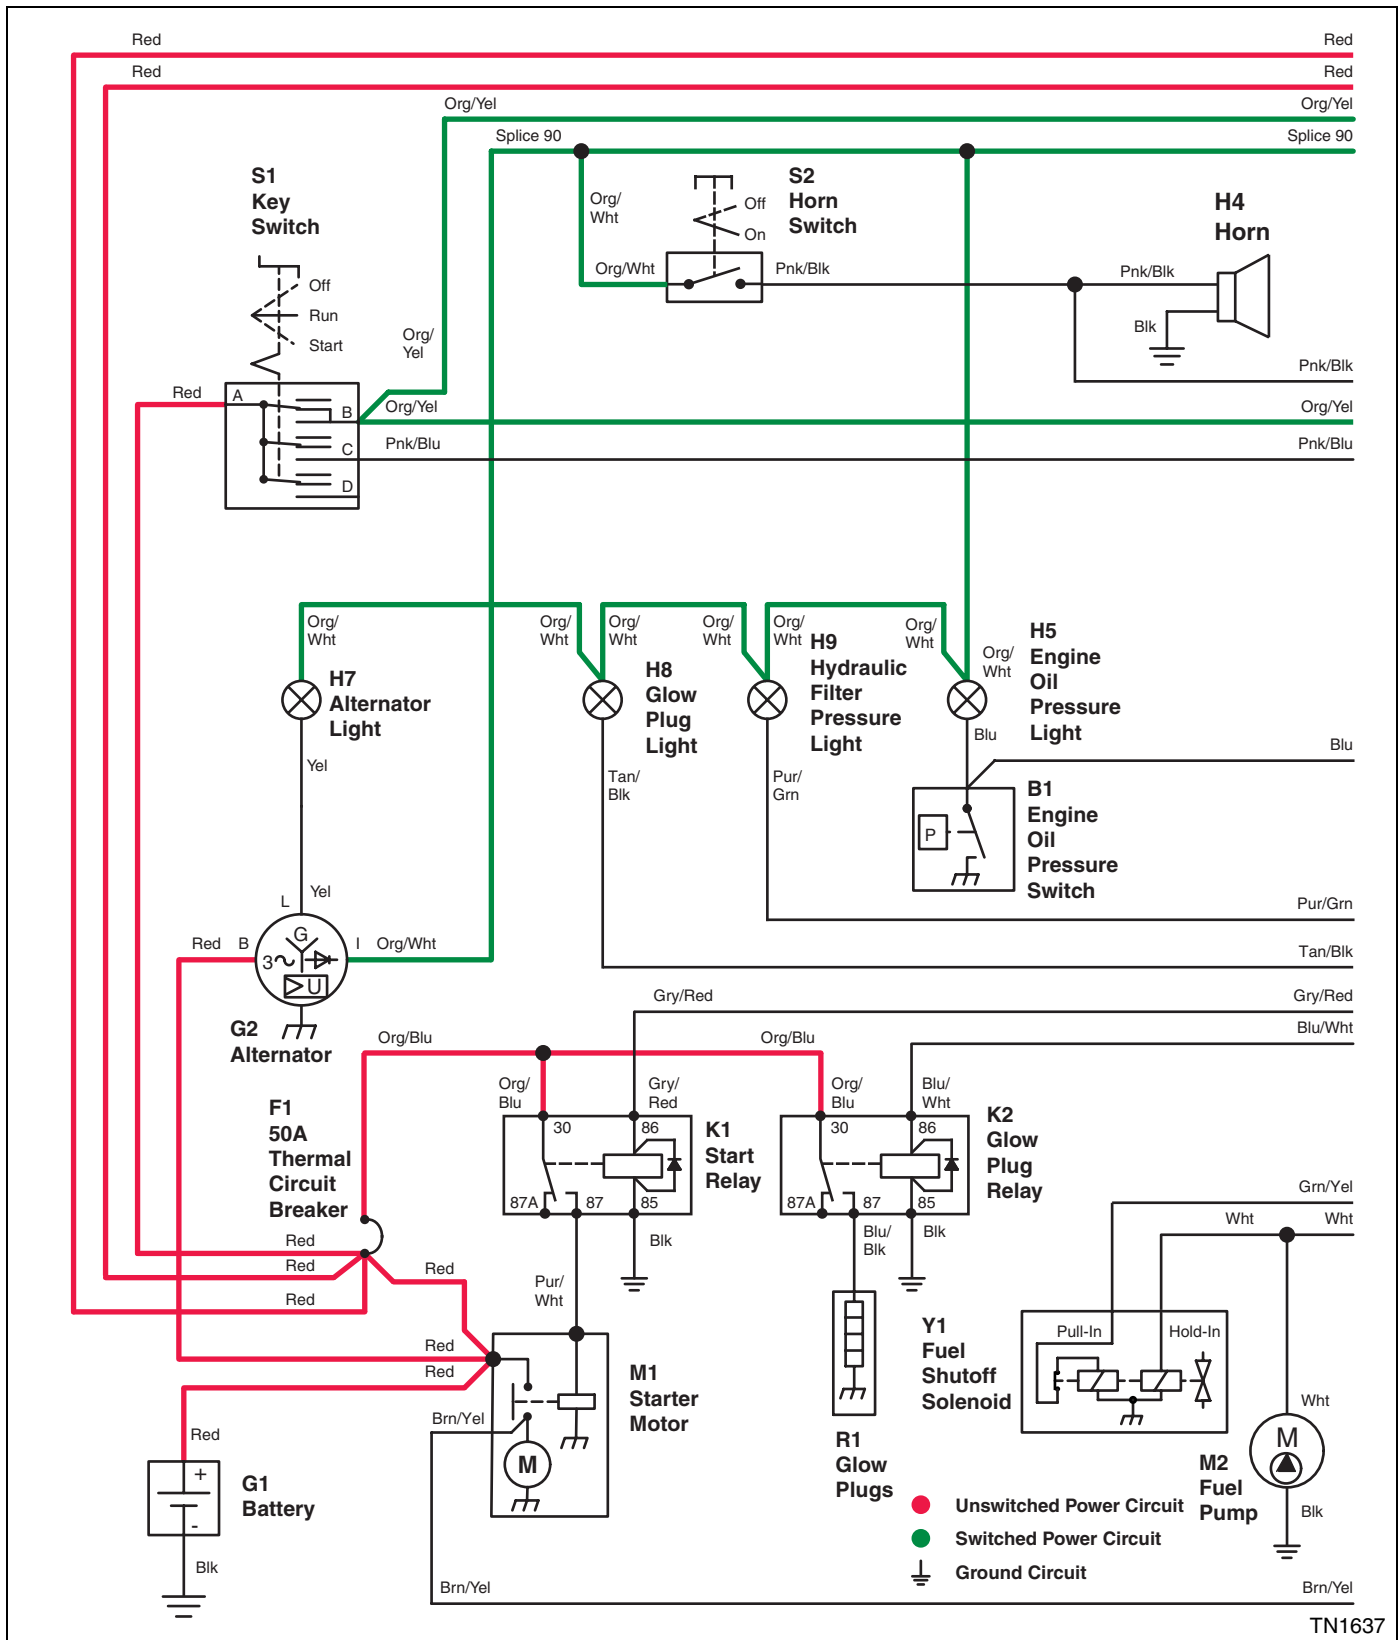 Red Red
Red Red
Org/Yel Org/Yel
Splice 90 Splice 90
S1
Key
Switch
Off
Run
Start
Org/
Wht
Off
On
S2
Horn
Switch
H4
Horn
Org/Wht
Pnk/Blk
Pnk/Blk
Blk
Org/
Yel
Pnk/Blk
Red
A
B
Org/Yel Org/Yel
C
Pnk/Blu Pnk/Blu
D
Org/
Wht
Org/
Wht
Org/
Wht
Org/
Wht
Org/
Wht
Org/
Wht
Org/
Wht
H7
Alternator
Light
H8
Glow
Plug
Light
H9
Hydraulic
Filter
Pressure
Light
H5
Engine
Oil
Pressure
Light
Yel
Tan/
Blk
Pur/
Grn
Blu
Blu
P
B1
Engine
Oil
Pressure
Switch
Yel
L
Red B
G
3
U
I Org/Wht
Pur/Grn
Tan/Blk
G2
Alternator
Gry/Red Gry/Red
Blu/Wht
Org/Blu Org/Blu
Org/
Blu
Gry/
Red
Org/
Blu
Blu/
Wht
F1
50A
Thermal
Circuit
Breaker
30 86
87A 87 85
K1
Start
Relay
30 86
87A 87 85
K2
Glow
Plug
Relay
Red
Red
Red
Red
Pur/
Wht
Blk
Blu/
Blk
Blk
Grn/Yel
Wht Wht
Red
Red
M1
Starter
Motor
Y1
Fuel
Shutoff
Solenoid
Pull-In Hold-In
Wht
Brn/Yel
M
M
Red
+
-
G1
Battery
R1
Glow
Plugs
M2
Fuel
Pump
Blk
Blk
Unswitched Power Circuit
Switched Power Circuit
Ground Circuit
Brn/Yel Brn/Yel
TN1637